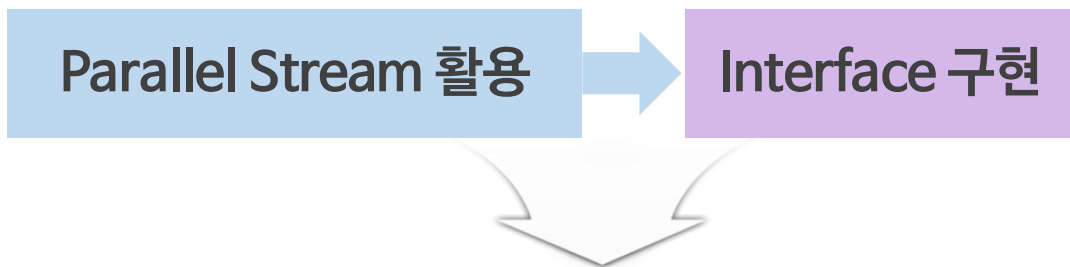 Parallel Stream 활용
Interface 구현